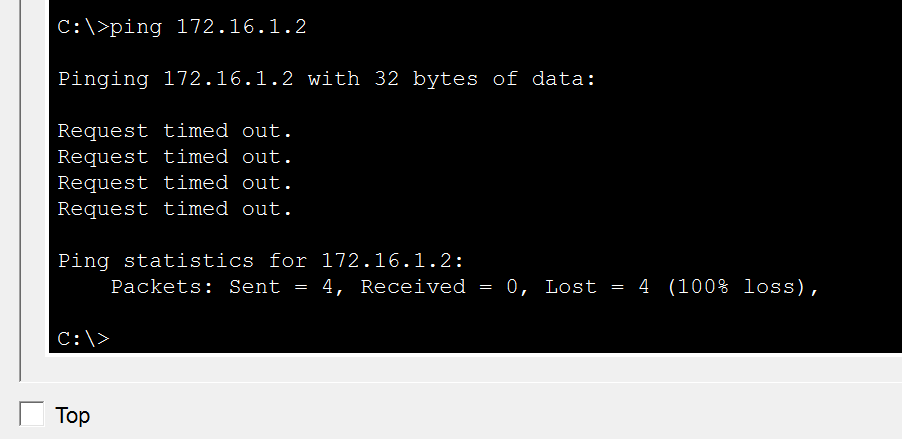 C:\>ping 172.16.1.2
Pinging 172.16.1.2 with 32 bytes of data:
Request timed out.
Request timed out.
Request timed out.
Request timed out.
Ping statistics for 172.16.1.2:
    Packets: Sent = 4, Received = 0, Lost = 4 (100% loss),
C:\>
Top